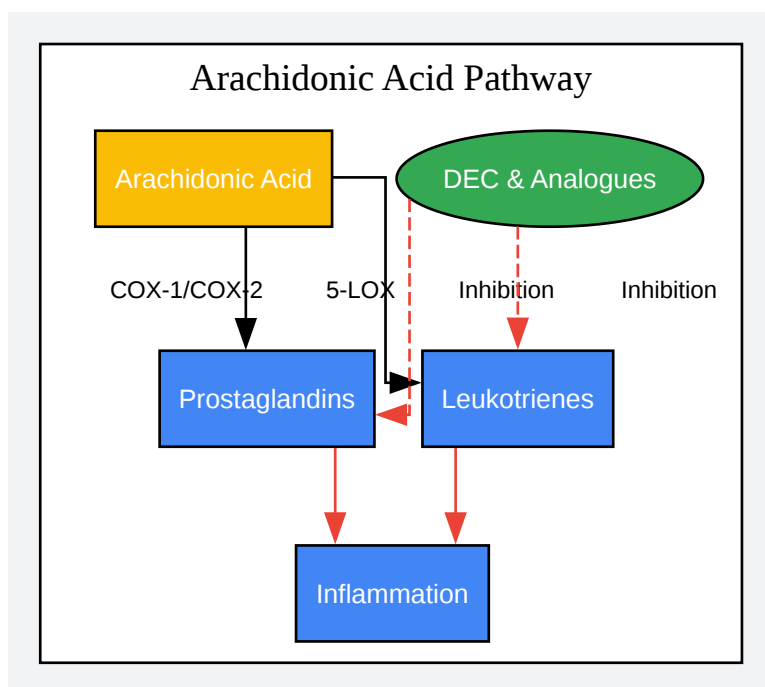 Arachidonic Acid Pathway
Arachidonic Acid
DEC & Analogues
COX-1/COX-2
5-LOX
Inhibition
Inhibition
Prostaglandins
Leukotrienes
Inflammation